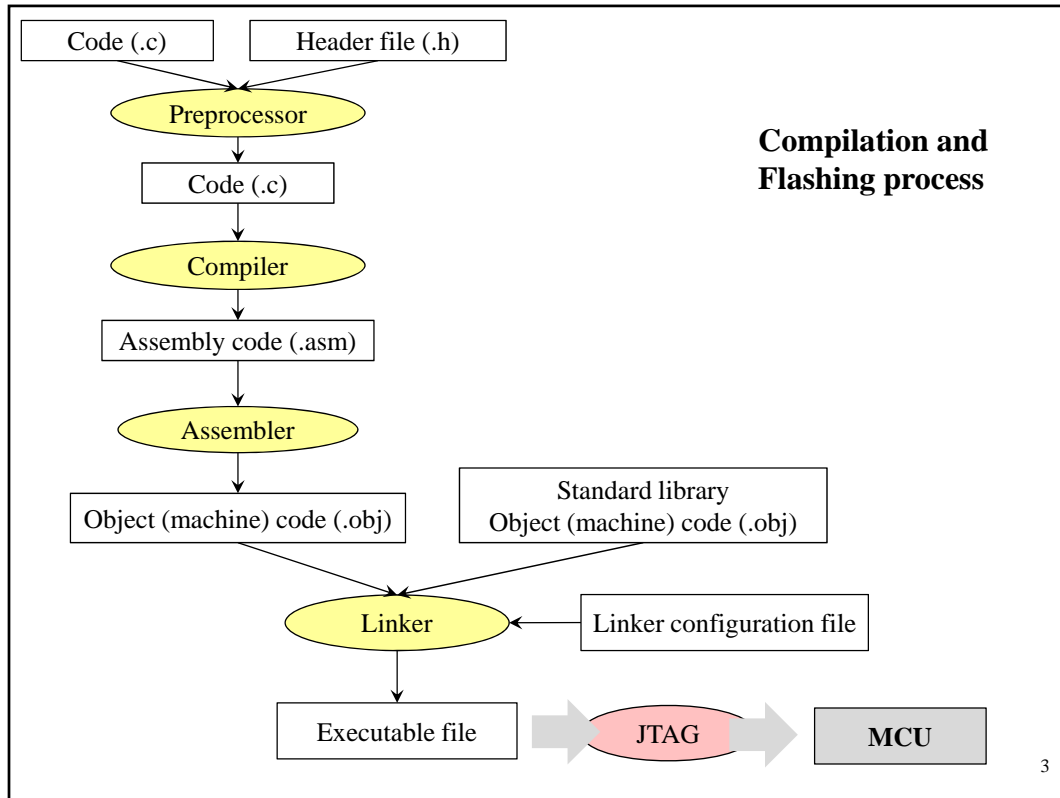 Code (.c)
Header file (.h)
Preprocessor
Compilation and
Flashing process
Code (.c)
Compiler
Assembly code (.asm)
Assembler
Object (machine) code (.obj)
Standard library
Object (machine) code (.obj)
Linker
Linker configuration file
Executable file
JTAG
MCU
3